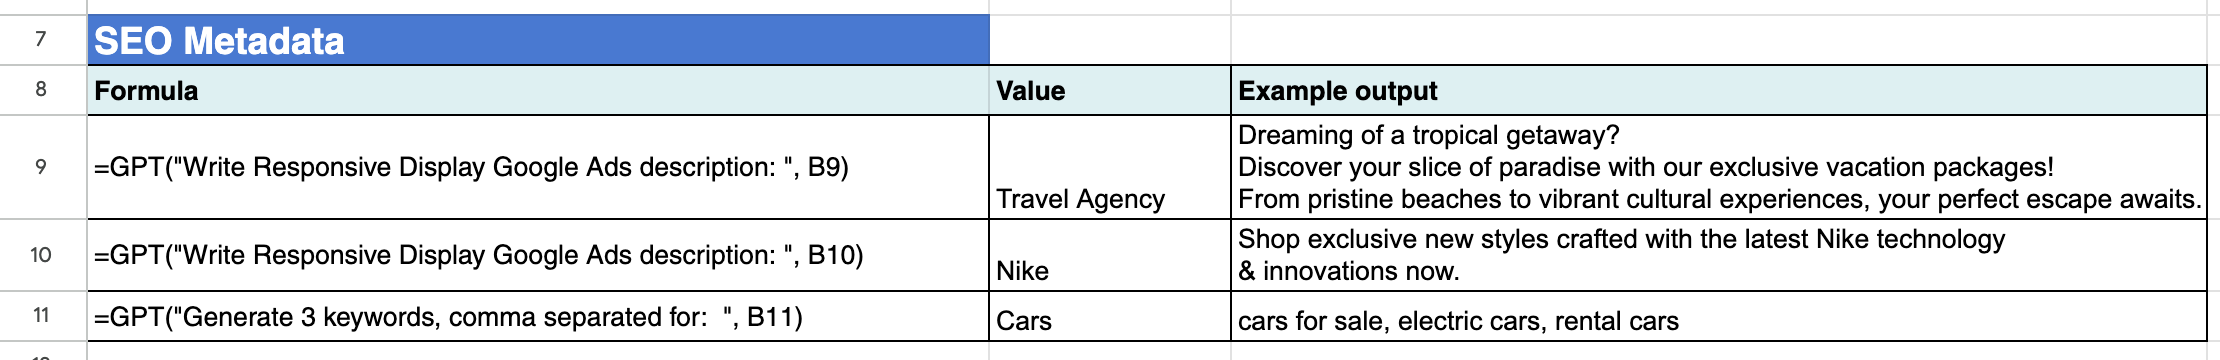 7 SEO Metadata
8 Formula Value Example output
Dreaming of a tropical getaway?
9 =GPT("Write Responsive Display Google Ads description: ", B9) Discover your slice of paradise with our exclusive vacation packages!
Travel Agency From pristine beaches to vibrant cultural experiences, your perfect escape awaits.
Shop exclusive new styles crafted with the latest Nike technology
10 =GPT("Write Responsive Display Google Ads description: ", B10)
Nike & innovations now.
11 =GPT("Generate 3 keywords, comma separated for:  ", B11) Cars cars for sale, electric cars, rental cars